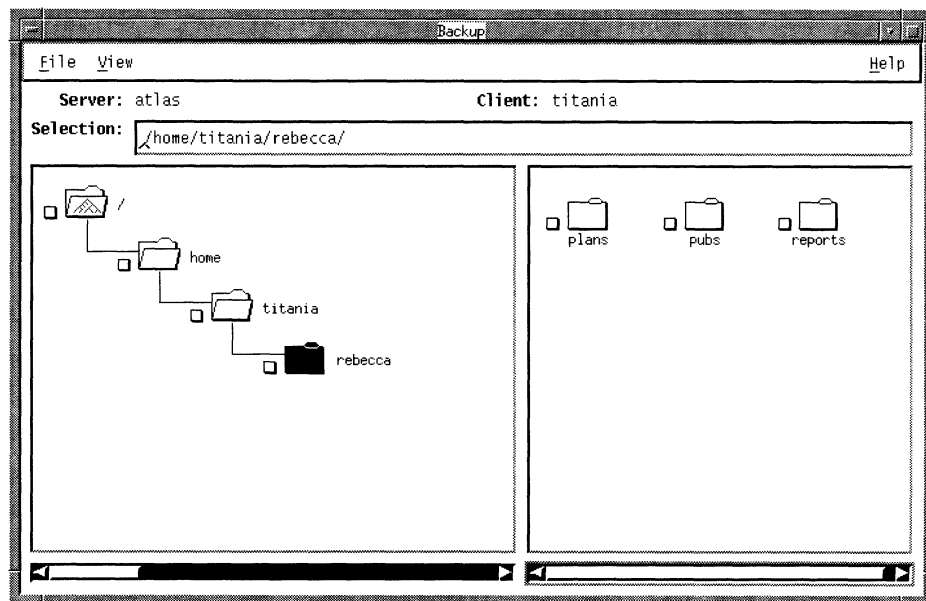 Backup
File View Help
Server: atlas Client: titania
Selection: /home/titania/rebecca/
/
home
titania
rebecca
plans pubs reports